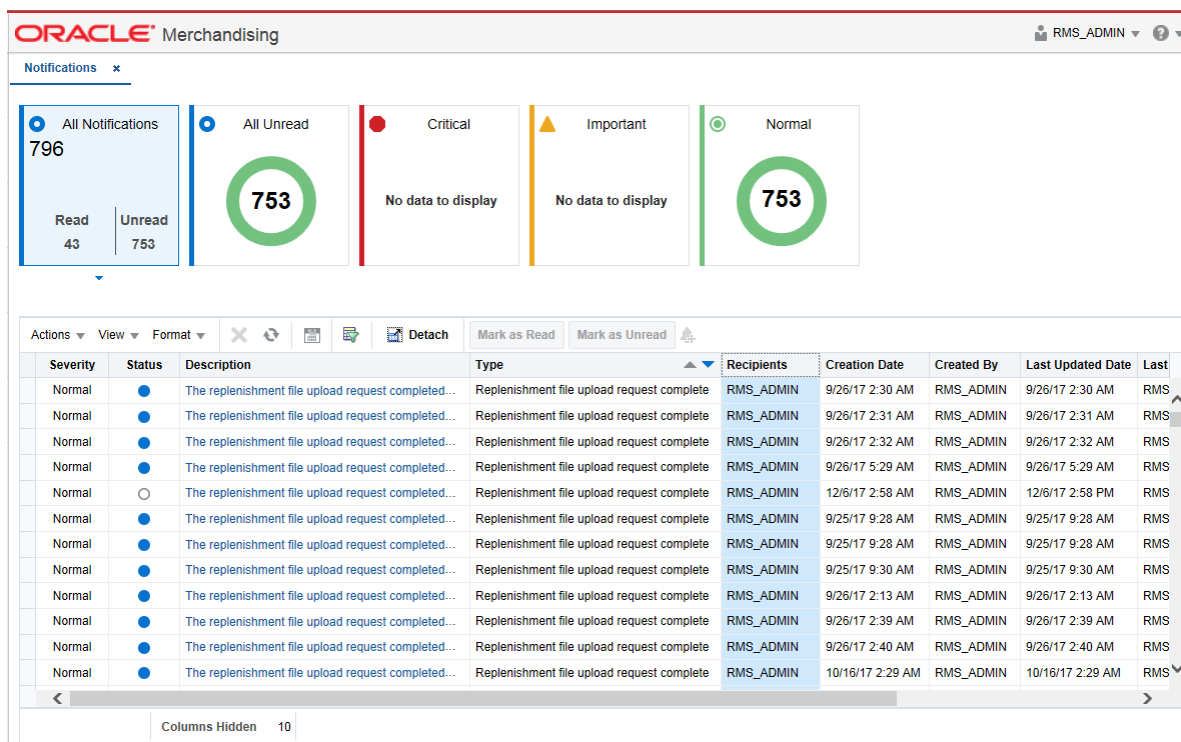 ORACLE Merchandising RMS_ADMIN
Notifications
All Notifications All Unread Critical Important Normal
796
Read Unread
43 753
753
No data to display
No data to display
753
Actions View Format Detach Mark as Read Mark as Unread
Severity Status Description Type Recipients Creation Date Created By Last Updated Date Last
Normal The replenishment file upload request completed... Replenishment file upload request complete RMS_ADMIN 9/26/17 2:30 AM RMS_ADMIN 9/26/17 2:30 AM RMS
Normal The replenishment file upload request completed... Replenishment file upload request complete RMS_ADMIN 9/26/17 2:31 AM RMS_ADMIN 9/26/17 2:31 AM RMS
Normal The replenishment file upload request completed... Replenishment file upload request complete RMS_ADMIN 9/26/17 2:32 AM RMS_ADMIN 9/26/17 2:32 AM RMS
Normal The replenishment file upload request completed... Replenishment file upload request complete RMS_ADMIN 9/26/17 5:29 AM RMS_ADMIN 9/26/17 5:29 AM RMS
Normal The replenishment file upload request completed... Replenishment file upload request complete RMS_ADMIN 12/6/17 2:58 AM RMS_ADMIN 12/6/17 2:58 PM RMS
Normal The replenishment file upload request completed... Replenishment file upload request complete RMS_ADMIN 9/25/17 9:28 AM RMS_ADMIN 9/25/17 9:28 AM RMS
Normal The replenishment file upload request completed... Replenishment file upload request complete RMS_ADMIN 9/25/17 9:28 AM RMS_ADMIN 9/25/17 9:28 AM RMS
Normal The replenishment file upload request completed... Replenishment file upload request complete RMS_ADMIN 9/25/17 9:30 AM RMS_ADMIN 9/25/17 9:30 AM RMS
Normal The replenishment file upload request completed... Replenishment file upload request complete RMS_ADMIN 9/26/17 2:13 AM RMS_ADMIN 9/26/17 2:13 AM RMS
Normal The replenishment file upload request completed... Replenishment file upload request complete RMS_ADMIN 9/26/17 2:39 AM RMS_ADMIN 9/26/17 2:39 AM RMS
Normal The replenishment file upload request completed... Replenishment file upload request complete RMS_ADMIN 9/26/17 2:40 AM RMS_ADMIN 9/26/17 2:40 AM RMS
Normal The replenishment file upload request completed... Replenishment file upload request complete RMS_ADMIN 10/16/17 2:29 AM RMS_ADMIN 10/16/17 2:29 AM RMS
Columns Hidden 10